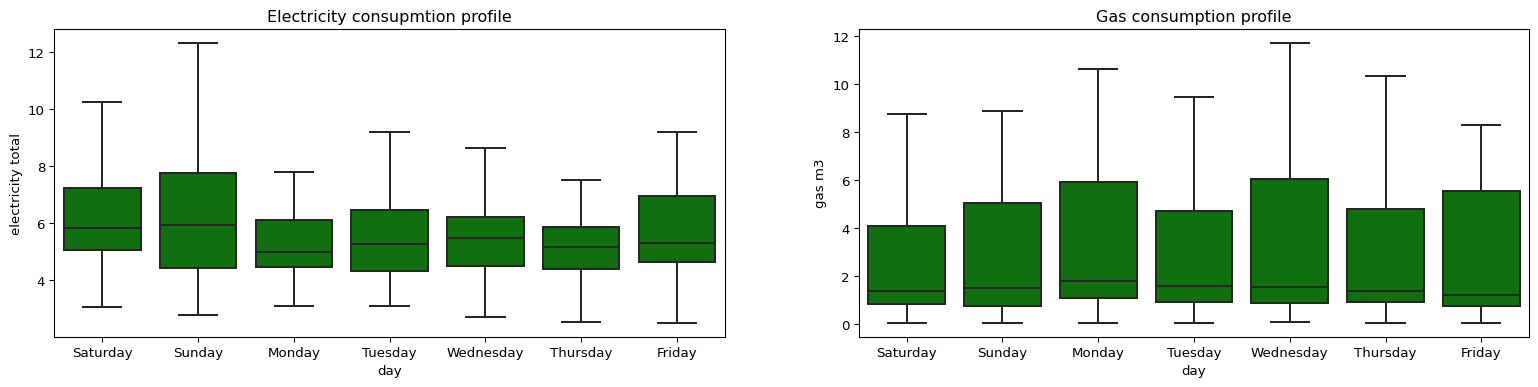 Electricity consupmtion profile
electricity total
12
10
8
6
4
Saturday Sunday Monday Tuesday Wednesday Thursday Friday
day
Gas consumption profile
gas m3
12
10
8
6
4
2
0
Saturday Sunday Monday Tuesday Wednesday Thursday Friday
day